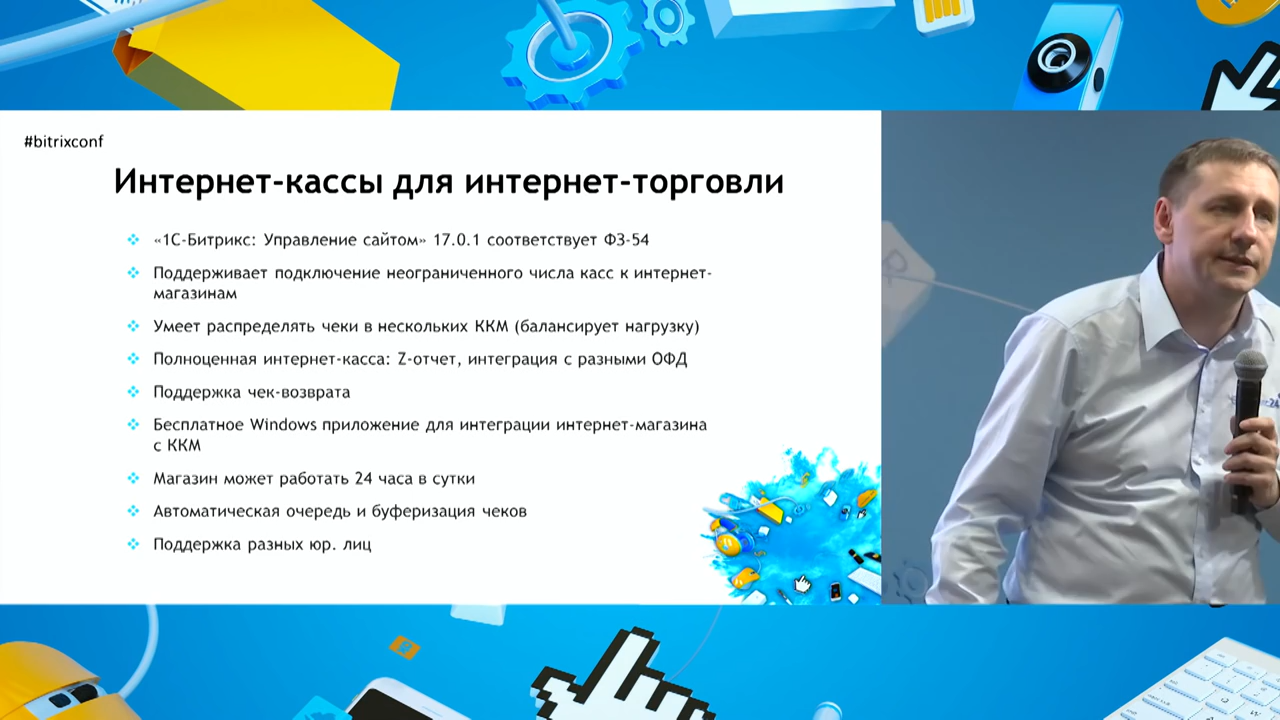 #bitrixconf
Интернет-кассы для интернет-торговли
«1С-Битрикс: Управление сайтом» 17.0.1 соответствует ФЗ-54
Поддерживает подключение неограниченного числа касс к интернет-
магазинам
Умеет распределять чеки в нескольких ККМ (балансирует нагрузку)
Полноценная интернет-касса: Z-отчет, интеграция с разными ОФД
Поддержка чек-возврата
Бесплатное Windows приложение для интеграции интернет-магазина
с ККМ
Магазин может работать 24 часа в сутки
Автоматическая очередь и буферизация чеков
Поддержка разных юр. лиц